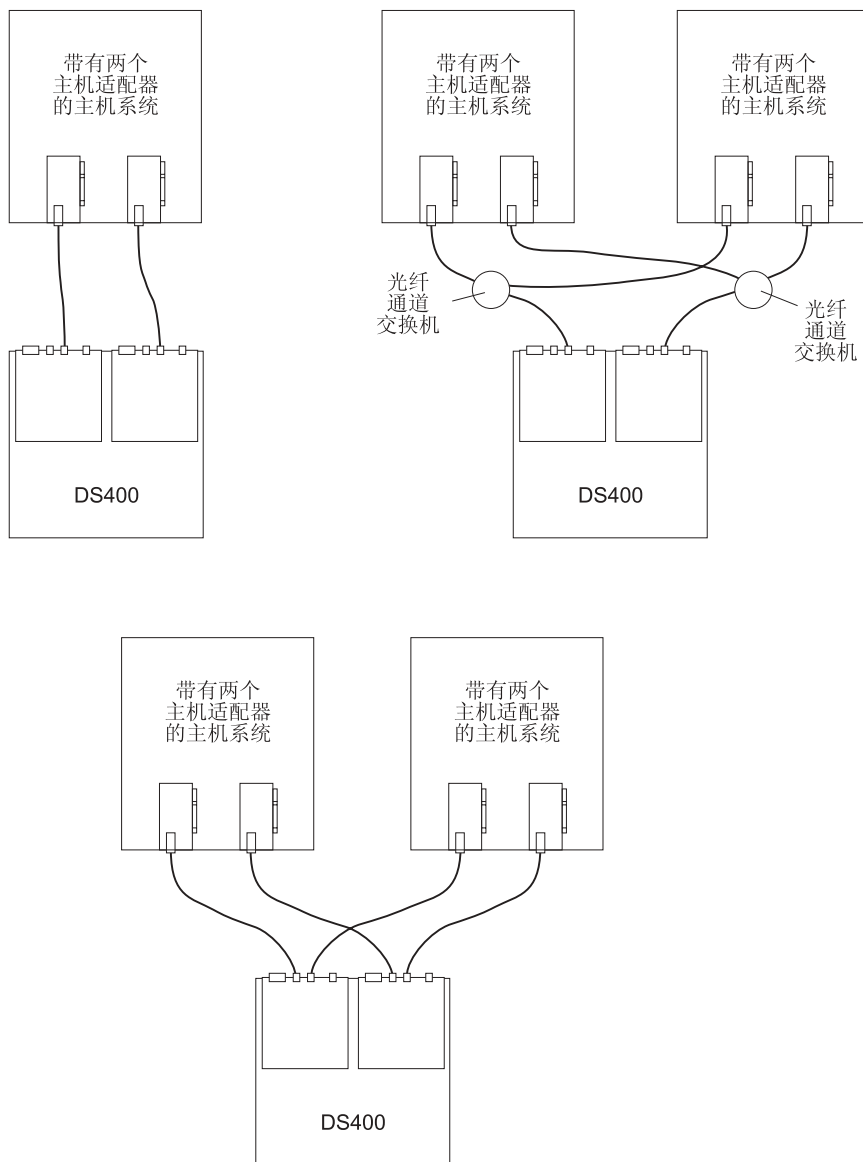 带有两个
主机适配器
的主机系统
带有两个
主机适配器
的主机系统
带有两个
主机适配器
的主机系统
光纤
通道
交换机
光纤
通道
交换机
DS400
DS400
带有两个
主机适配器
的主机系统
带有两个
主机适配器
的主机系统
DS400